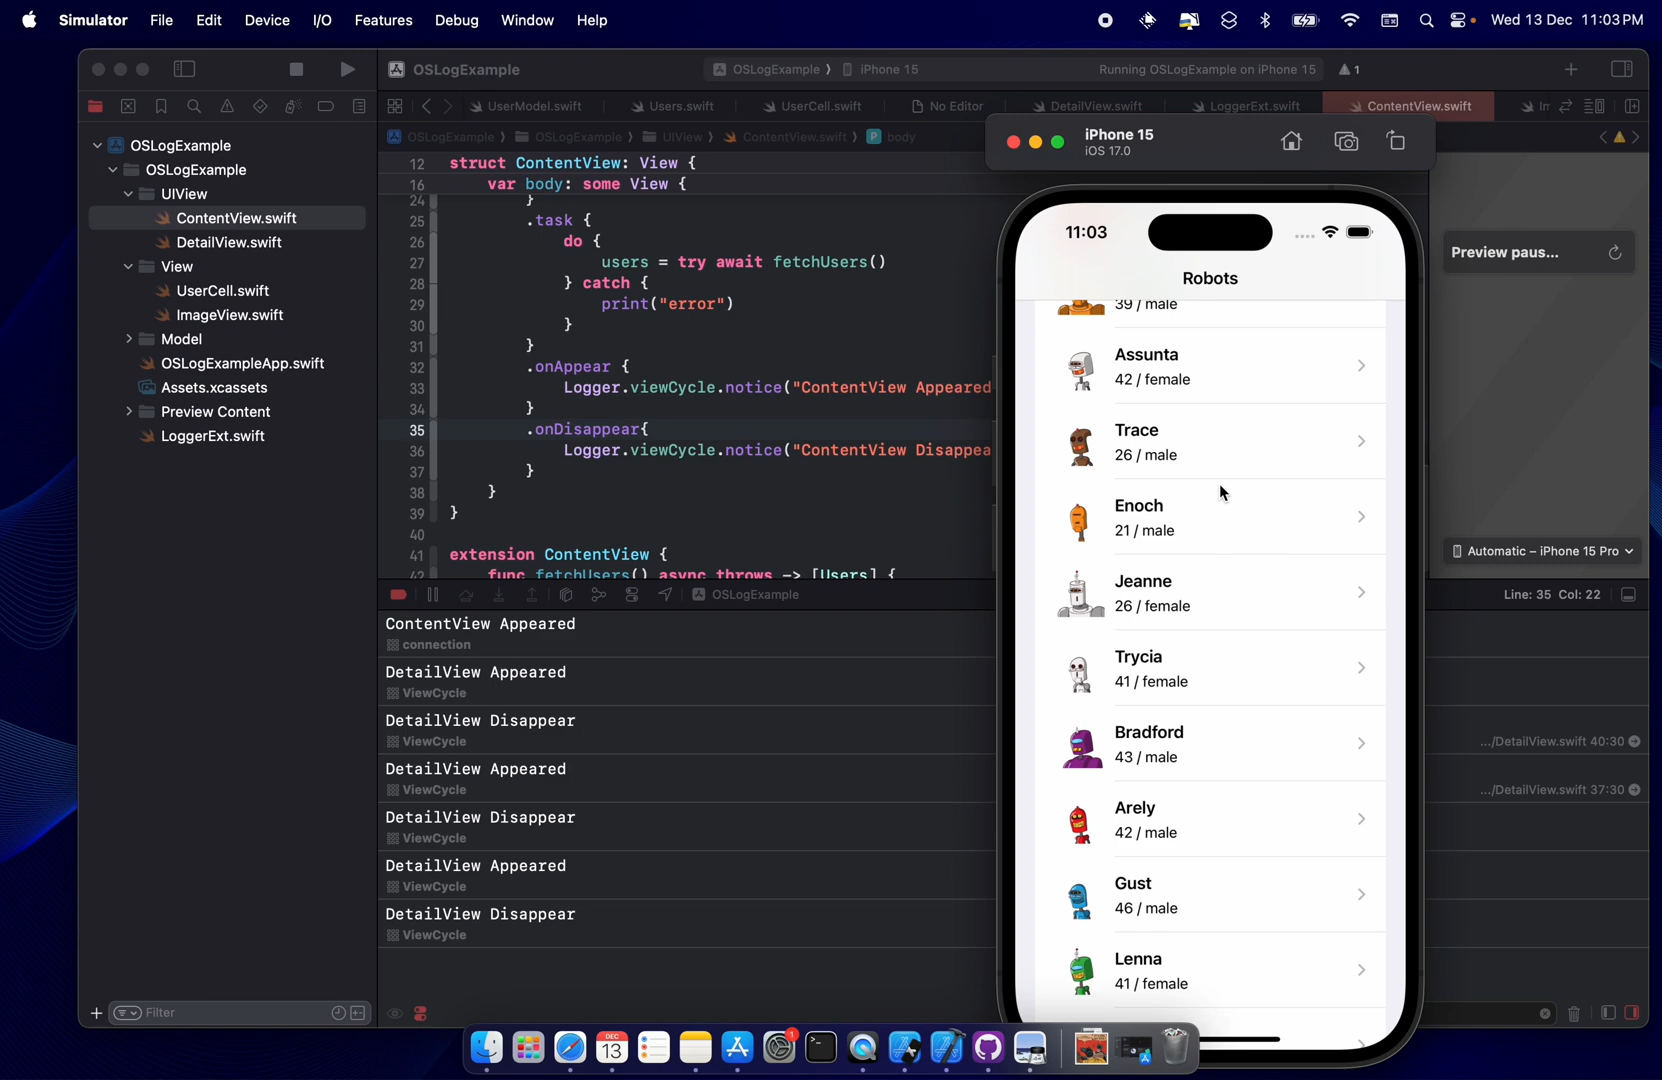 Simulator File Edit Device I/O Features Debug Window Help
Wed 13 Dec 11:03 PM
OSLogExample
OSLogExample iPhone 15
Running OSLogExample on iPhone 15
1
UserModel.swift
Users.swift
UserCell.swift
No Editor
DetailView.swift
LoggerExt.swift
ContentView.swift
Im
OSLogExample
OSLogExample
UIView
ContentView.swift
DetailView.swift
View
UserCell.swift
ImageView.swift
Model
OSLogExampleApp.swift
Assets.xcassets
Preview Content
LoggerExt.swift
Filter
OSLogExample OSLogExample UIView ContentView.swift P body
12 struct ContentView: View {
16 var body: some View {
24 }
25 .task {
26 do {
27 users = try await fetchUsers()
28 } catch {
29 print("error")
30 }
31 }
32 .onAppear {
33 Logger.viewCycle.notice("ContentView Appeared
34 }
35 .onDisappear{
36 Logger.viewCycle.notice("ContentView Disappea
37 }
38 }
39 }
40
41 extension ContentView {
42 func fetchUsers() async throws -> [Users] {
OSLogExample
Line: 35 Col: 22
ContentView Appeared
connection
DetailView Appeared
ViewCycle
DetailView Disappear
ViewCycle
.../DetailView.swift 40:30
DetailView Appeared
ViewCycle
.../DetailView.swift 37:30
DetailView Disappear
ViewCycle
DetailView Appeared
ViewCycle
DetailView Disappear
ViewCycle
Preview paus...
Automatic – iPhone 15 Pro
iPhone 15
iOS 17.0
11:03
Robots
39 / male
Assunta
42 / female
Trace
26 / male
Enoch
21 / male
Jeanne
26 / female
Trycia
41 / female
Bradford
43 / male
Arely
42 / male
Gust
46 / male
Lenna
41 / female
DEC
13
1